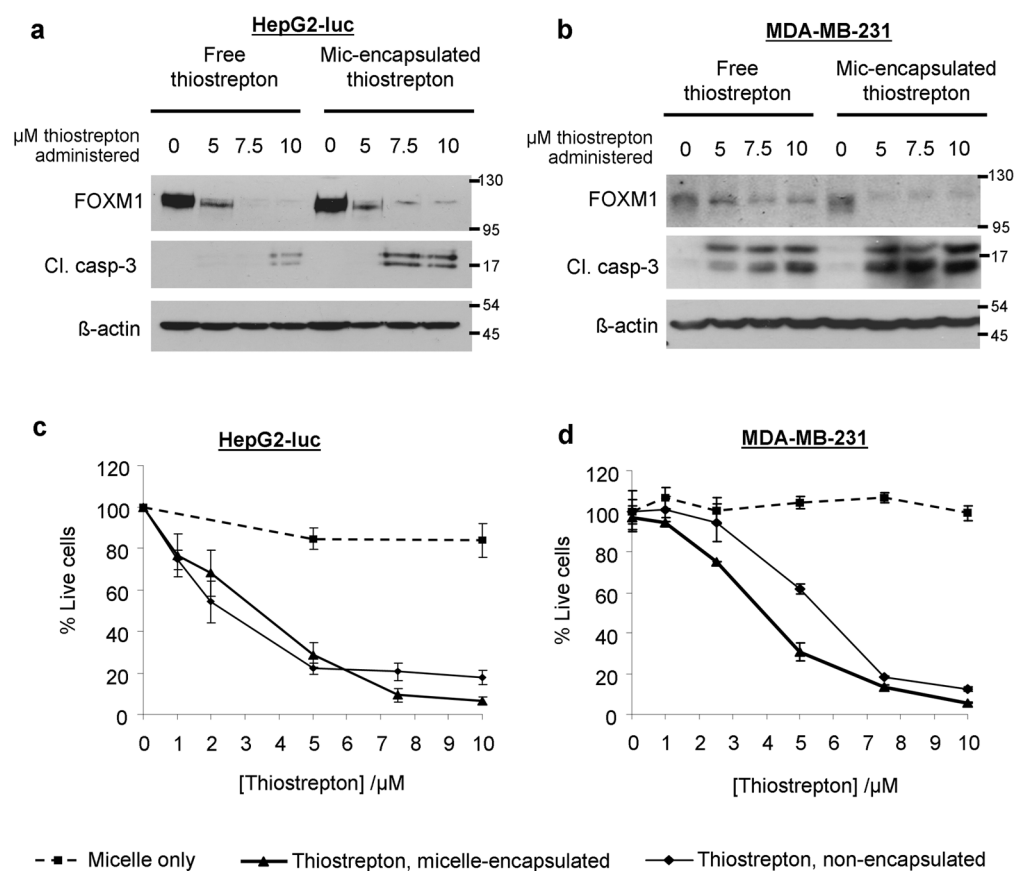 a
HepG2-luc
Free
thiostrepton
Mic-encapsulated
thiostrepton
µM thiostrepton
administered
0 5 7.5 10 0 5 7.5 10
FOXM1
130
95
Cl. casp-3
17
ß-actin
54
45
b
MDA-MB-231
Free
thiostrepton
Mic-encapsulated
thiostrepton
µM thiostrepton
administered
0 5 7.5 10 0 5 7.5 10
FOXM1
130
95
Cl. casp-3
17
ß-actin
54
45
c
HepG2-luc
% Live cells
120
100
80
60
40
20
0
0 1 2 3 4 5 6 7 8 9 10
[Thiostrepton] /µM
d
MDA-MB-231
% Live cells
120
100
80
60
40
20
0
0 1 2 3 4 5 6 7 8 9 10
[Thiostrepton] /µM
Micelle only
Thiostrepton, micelle-encapsulated
Thiostrepton, non-encapsulated